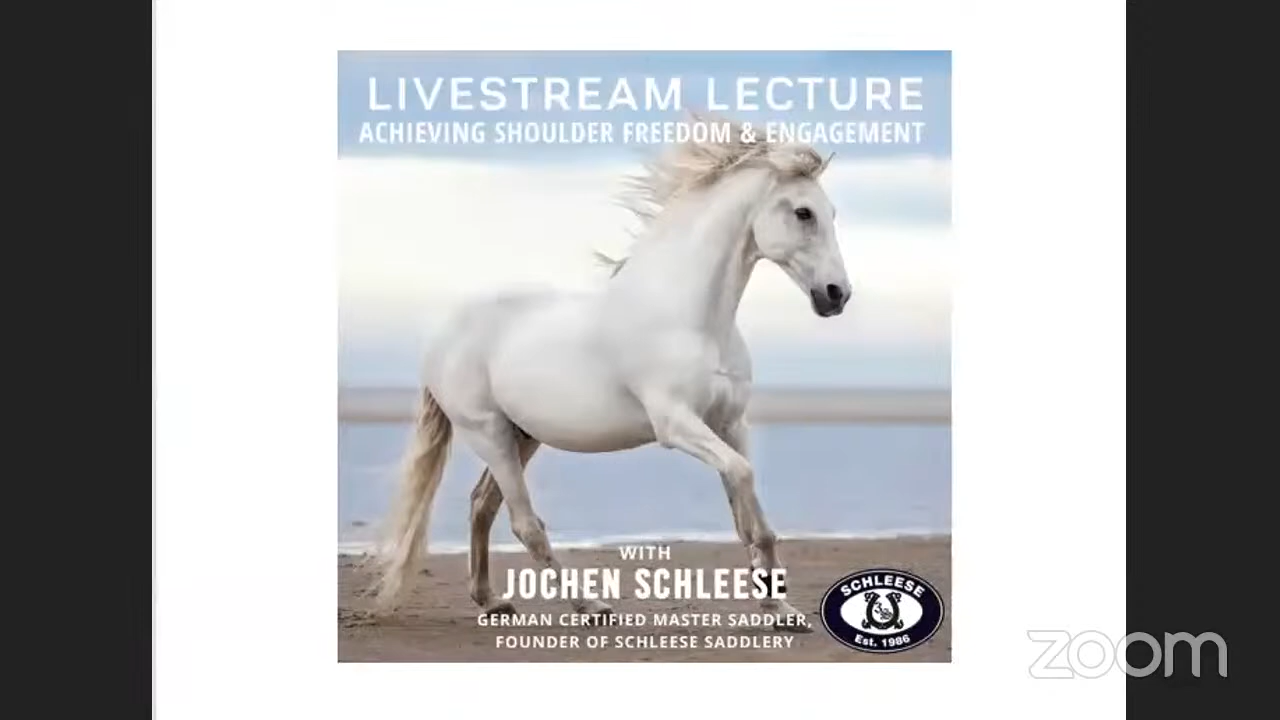 LIVESTREAM LECTURE
ACHIEVING SHOULDER FREEDOM & ENGAGEMENT
WITH
JOCHEN SCHLEESE
GERMAN CERTIFIED MASTER SADDLER,
FOUNDER OF SCHLEESE SADDLERY
SCHLEESE
Est. 1986
zoom